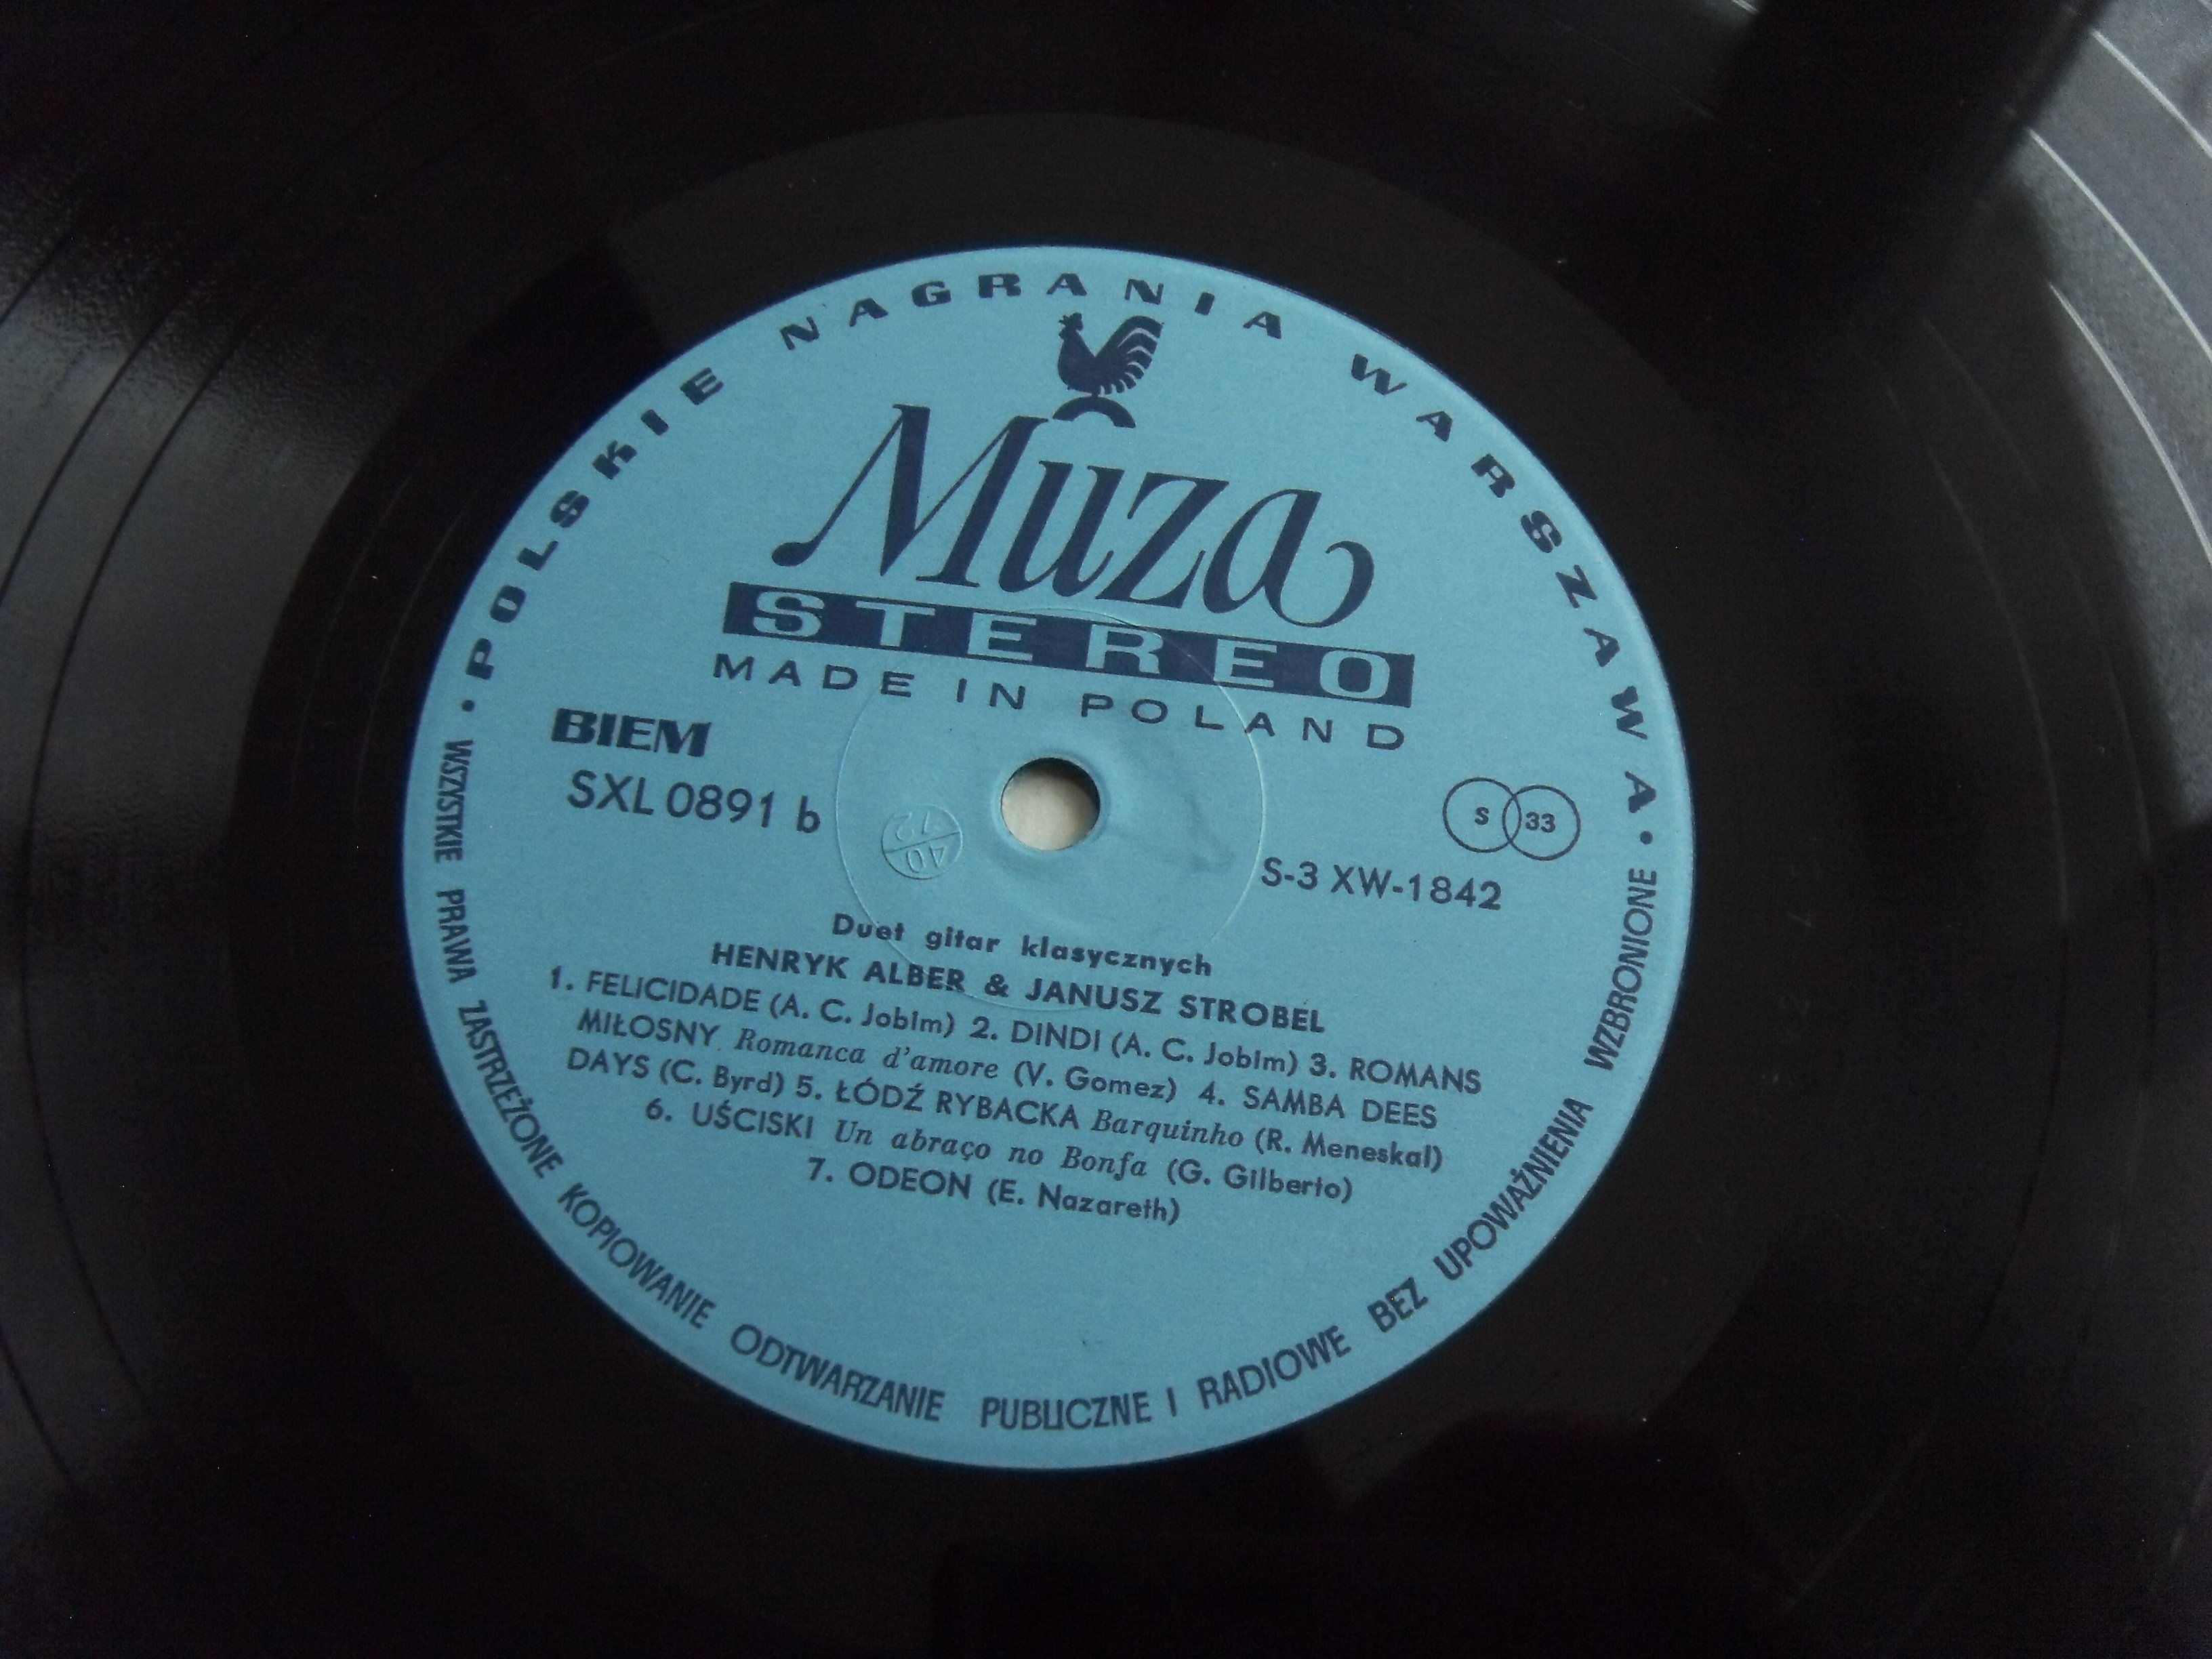 POLSKIE NAGRANIA WARSZAWA
Muza
STEREO
MADE IN POLAND
BIEM
SXL 0891 b
S 33
S-3 XW-1842
Duet gitar klasycznych
HENRYK ALBER & JANUSZ STROBEL
1. FELICIDADE (A. C. Jobim) 2. DINDI (A. C. Jobim) 3. ROMANS
MIŁOSNY Romanca d'amore (V. Gomez) 4. SAMBA DEES
DAYS (C. Byrd) 5. ŁÓDŹ RYBACKA Barquinho (R. Meneskal)
6. UŚCISKI Un abraço no Bonfa (G. Gilberto)
7. ODEON (E. Nazareth)
• WSZYSTKIE PRAWA ZASTRZEŻONE KOPIOWANIE ODTWARZANIE PUBLICZNE I RADIOWE BEZ UPOWAŻNIENIA WZBRONIONE •